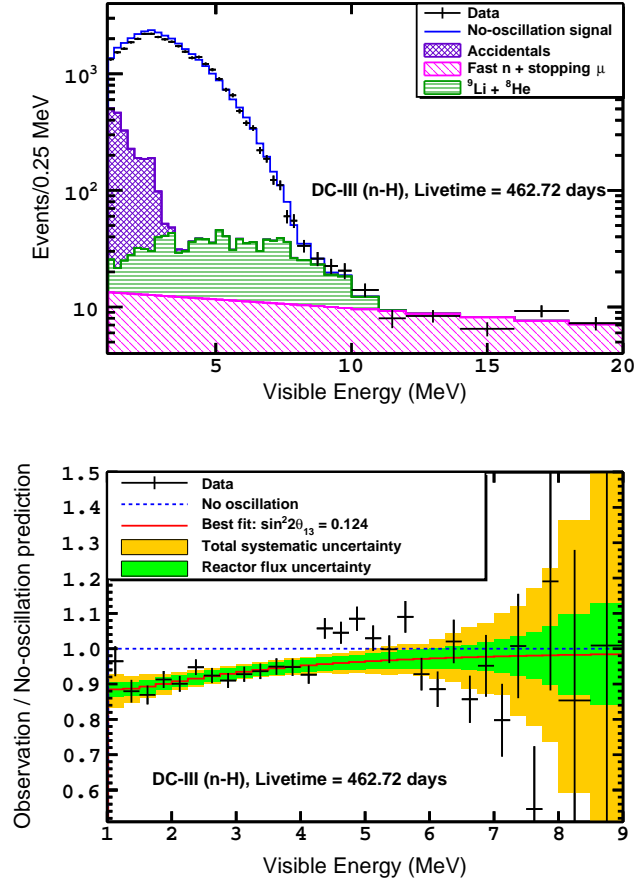 Data
No-oscillation signal
Accidentals
Fast n + stopping μ
⁹Li + ⁸He
DC-III (n-H), Livetime = 462.72 days
Events/0.25 MeV
10³
10²
10
5 10 15 20
Visible Energy (MeV)
Data
No oscillation
Best fit: sin²2θ₁₃ = 0.124
Total systematic uncertainty
Reactor flux uncertainty
DC-III (n-H), Livetime = 462.72 days
Observation / No-oscillation prediction
1.5
1.4
1.3
1.2
1.1
1.0
0.9
0.8
0.7
0.6
1 2 3 4 5 6 7 8 9
Visible Energy (MeV)